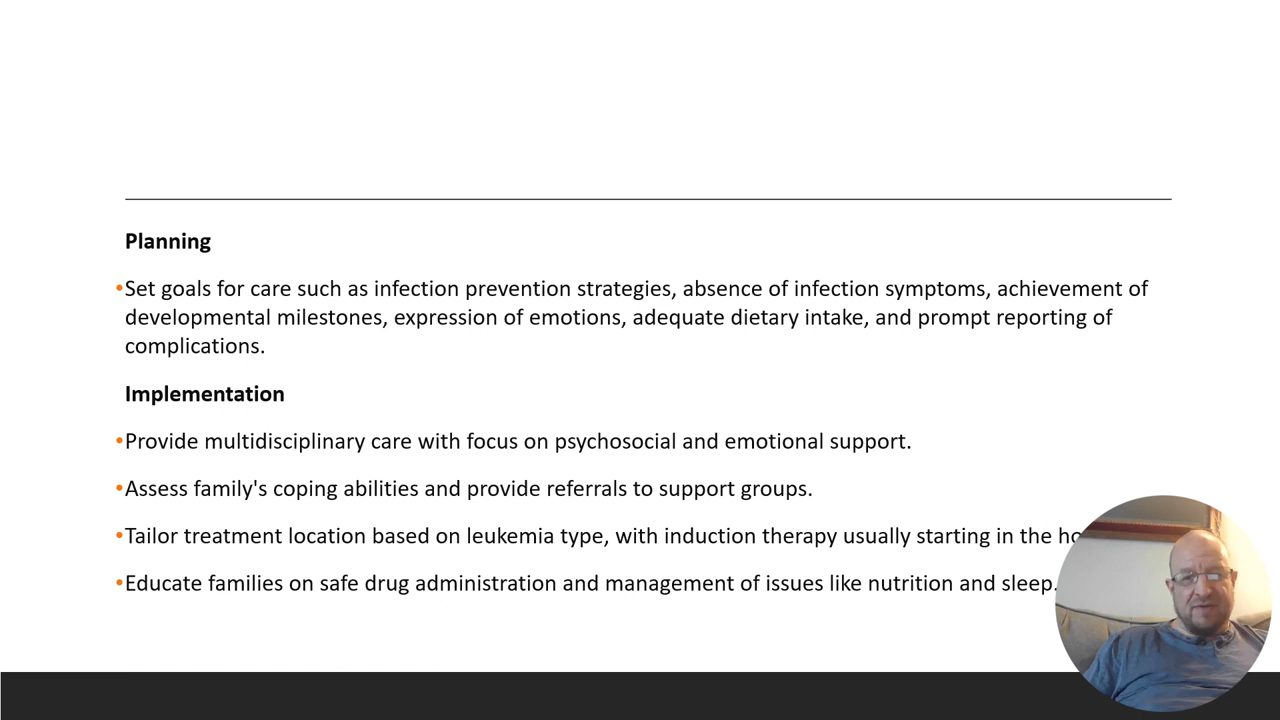 Planning
•Set goals for care such as infection prevention strategies, absence of infection symptoms, achievement of
developmental milestones, expression of emotions, adequate dietary intake, and prompt reporting of
complications.
Implementation
•Provide multidisciplinary care with focus on psychosocial and emotional support.
•Assess family's coping abilities and provide referrals to support groups.
•Tailor treatment location based on leukemia type, with induction therapy usually starting in the
•Educate families on safe drug administration and management of issues like nutrition and sleep.